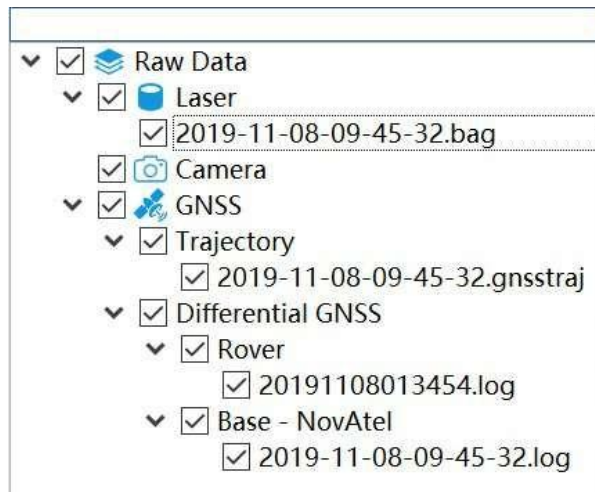 Raw Data
Laser
2019-11-08-09-45-32.bag
Camera
GNSS
Trajectory
2019-11-08-09-45-32.gnsstraj
Differential GNSS
Rover
20191108013454.log
Base - NovAtel
2019-11-08-09-45-32.log